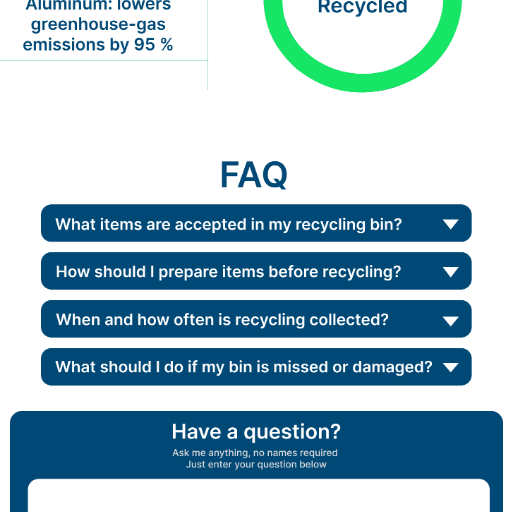 Aluminum: lowers
greenhouse-gas
emissions by 95 %
Recycled
FAQ
What items are accepted in my recycling bin?
How should I prepare items before recycling?
When and how often is recycling collected?
What should I do if my bin is missed or damaged?
Have a question?
Ask me anything, no names required
Just enter your question below